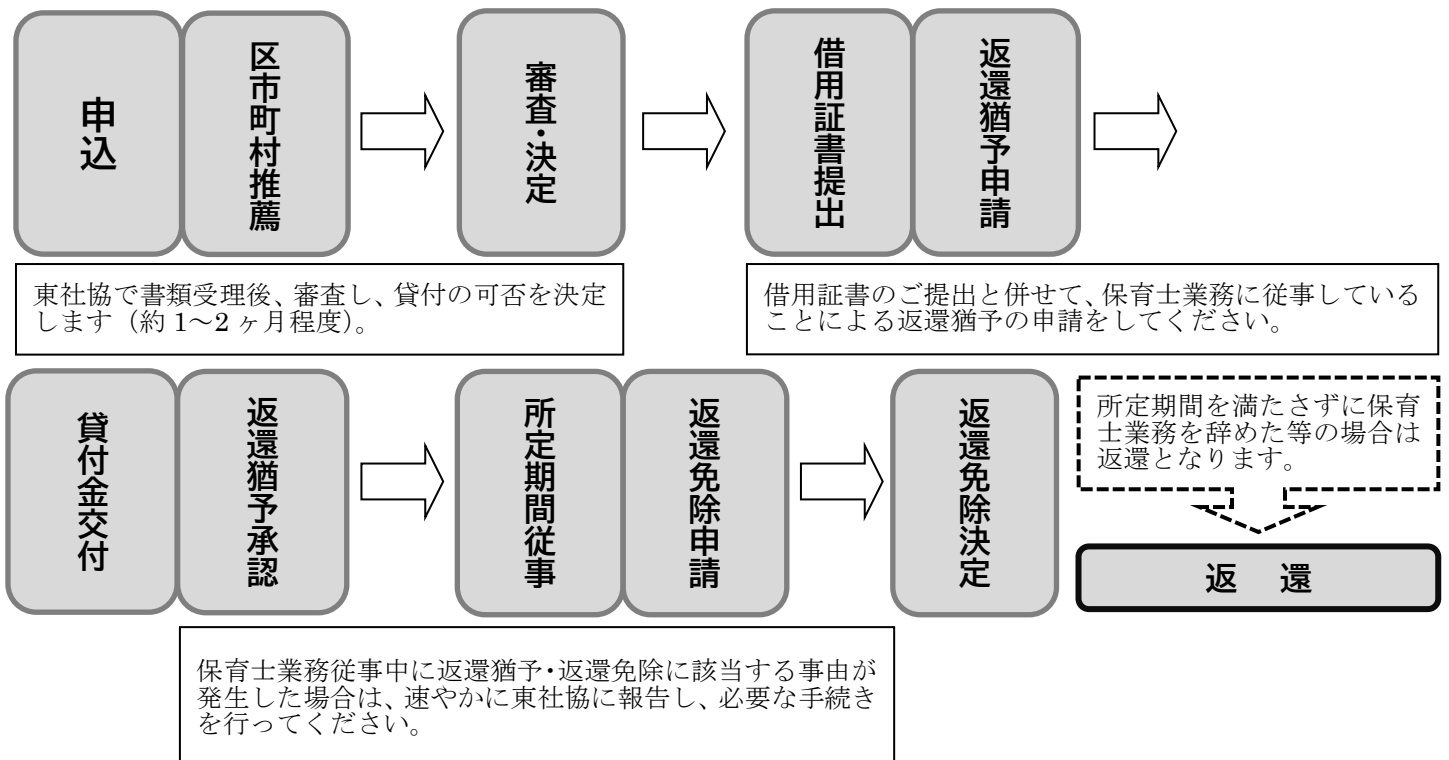 申込
区市町村推薦
審査・決定
借用証書提出
返還猶予申請
東社協で書類受理後、審査し、貸付の可否を決定
します（約 1～2 ヶ月程度）。
借用証書のご提出と併せて、保育士業務に従事している
ことによる返還猶予の申請をしてください。
貸付金交付
返還猶予承認
所定期間従事
返還免除申請
返還免除決定
所定期間を満たさずに保育
士業務を辞めた等の場合は
返還となります。
返　還
保育士業務従事中に返還猶予・返還免除に該当する事由が
発生した場合は、速やかに東社協に報告し、必要な手続き
を行ってください。